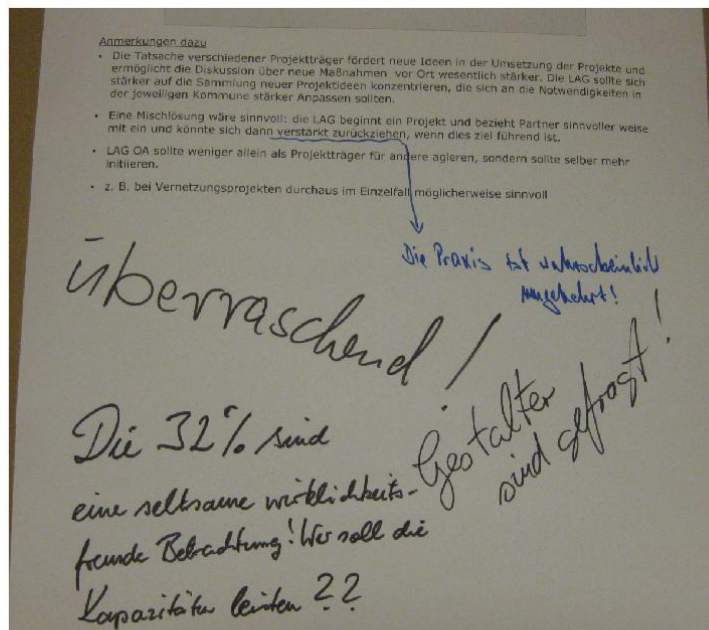 Anmerkungen dazu
• Die Tatsache verschiedener Projektträger fördert neue Ideen in der Umsetzung der Projekte und
ermöglicht die Diskussion über neue Maßnahmen vor Ort wesentlich stärker. Die LAG sollte sich
stärker auf die Sammlung neuer Projektideen konzentrieren, die sich an die Notwendigkeiten in
der jeweiligen Kommune stärker Anpassen sollten.
• Eine Mischlösung wäre sinnvoll: die LAG beginnt ein Projekt und bezieht Partner sinnvoller weise
mit ein und könnte sich dann verstärkt zurückziehen, wenn dies ziel führend ist.
• LAG OA sollte weniger allein als Projektträger für andere agieren, sondern sollte selber mehr
initiieren.
• z. B. bei Vernetzungsprojekten durchaus im Einzelfall möglicherweise sinnvoll
Die Praxis ist wahrscheinlich
umgekehrt!
überraschend!
Gestalter
sind gefragt!
Die 32% sind
eine seltsame wirklichkeits-
fremde Betrachtung! Wer soll die
Kapazitäten leisten ??